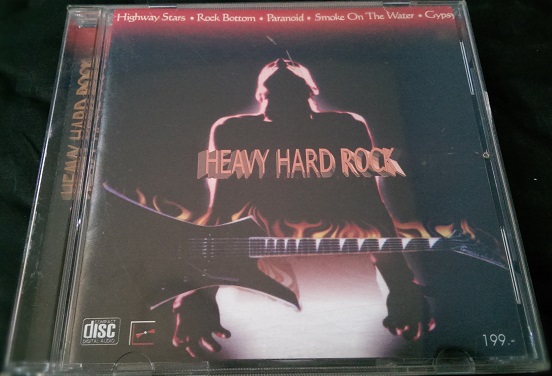 Highway Stars • Rock Bottom • Paranoid • Smoke On The Water • Gypsy
HEAVY HARD ROCK
HEAVY HARD ROCK
COMPACT
disc
DIGITAL AUDIO
199.-